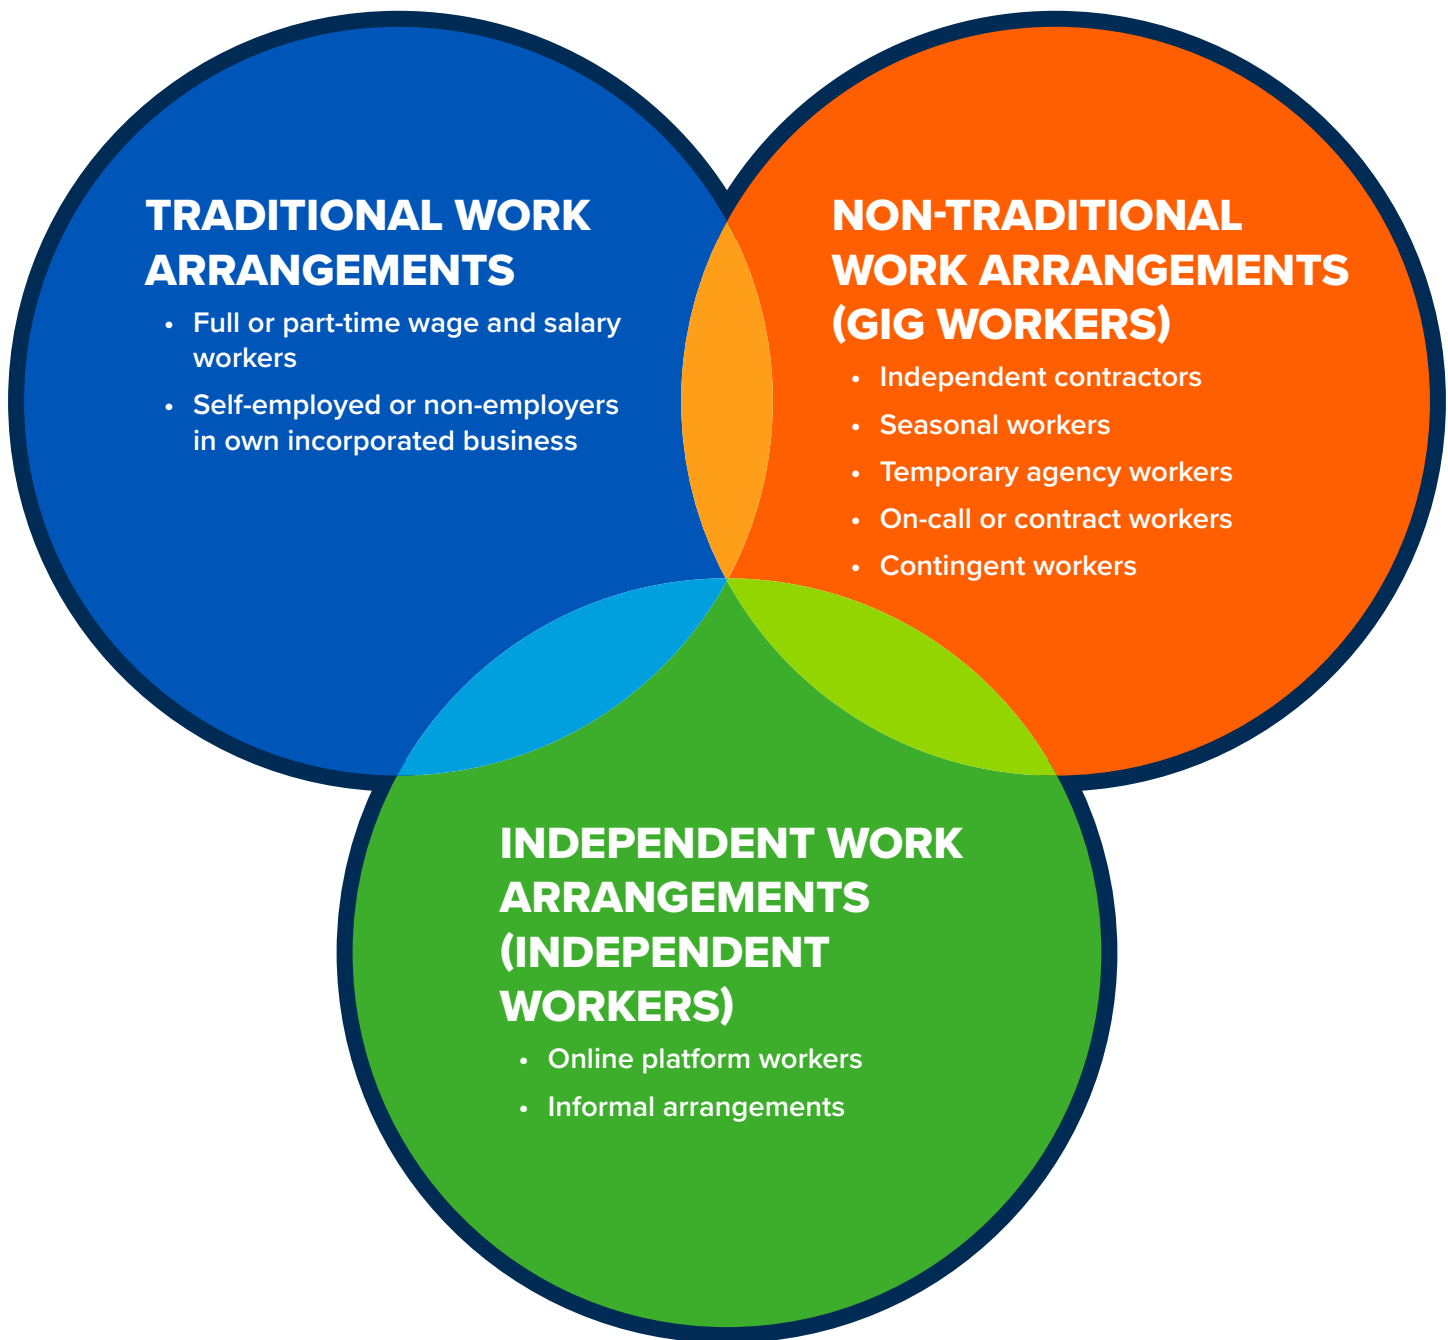 TRADITIONAL WORK
ARRANGEMENTS
• Full or part-time wage and salary
workers
• Self-employed or non-employers
in own incorporated business
NON-TRADITIONAL
WORK ARRANGEMENTS
(GIG WORKERS)
• Independent contractors
• Seasonal workers
• Temporary agency workers
• On-call or contract workers
• Contingent workers
INDEPENDENT WORK
ARRANGEMENTS
(INDEPENDENT
WORKERS)
• Online platform workers
• Informal arrangements